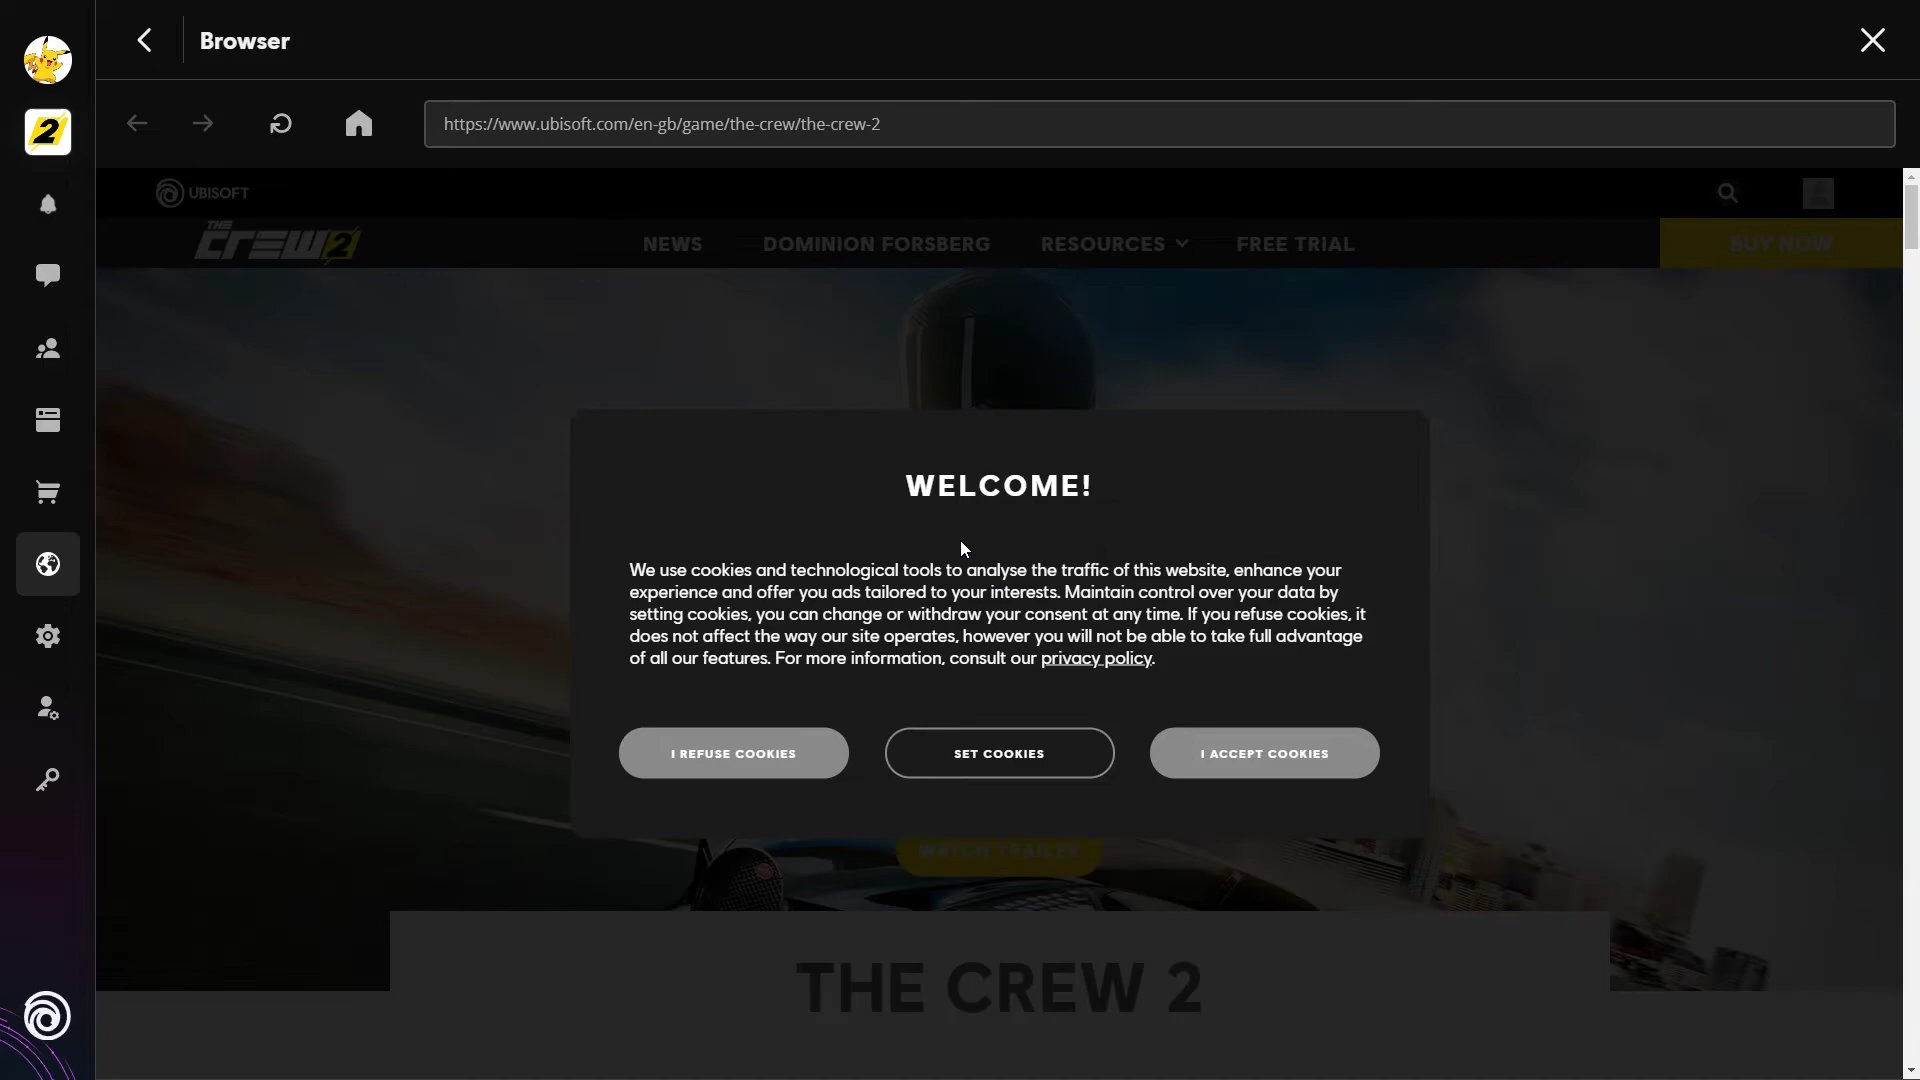 Browser
2
https://www.ubisoft.com/en-gb/game/the-crew/the-crew-2
UBISOFT
THE CREW 2
NEWS
DOMINION FORSBERG
RESOURCES
FREE TRIAL
BUY NOW
WELCOME!
We use cookies and technological tools to analyse the traffic of this website, enhance your
experience and offer you ads tailored to your interests. Maintain control over your data by
setting cookies, you can change or withdraw your consent at any time. If you refuse cookies, it
does not affect the way our site operates, however you will not be able to take full advantage
of all our features. For more information, consult our privacy policy.
I REFUSE COOKIES
SET COOKIES
I ACCEPT COOKIES
WATCH TRAILER
THE CREW 2